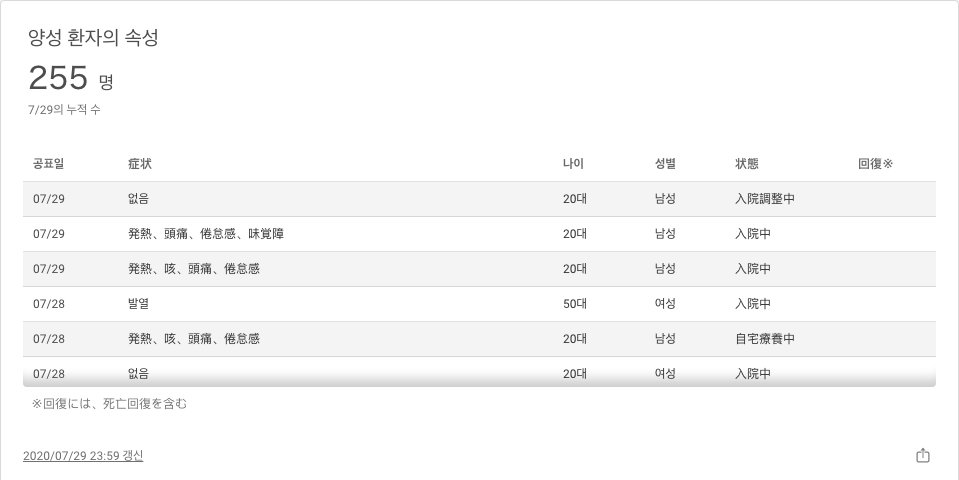 양성 환자의 속성
255 명
7/29의 누적 수
공표일 症状 나이 성별 状態 回復※
07/29 없음 20대 남성 入院調整中
07/29 発熱、頭痛、倦怠感、味覚障 20대 남성 入院中
07/29 発熱、咳、頭痛、倦怠感 20대 남성 入院中
07/28 발열 50대 여성 入院中
07/28 発熱、咳、頭痛、倦怠感 20대 남성 自宅療養中
07/28 없음 20대 여성 入院中
※回復には、死亡回復を含む
2020/07/29 23:59 갱신